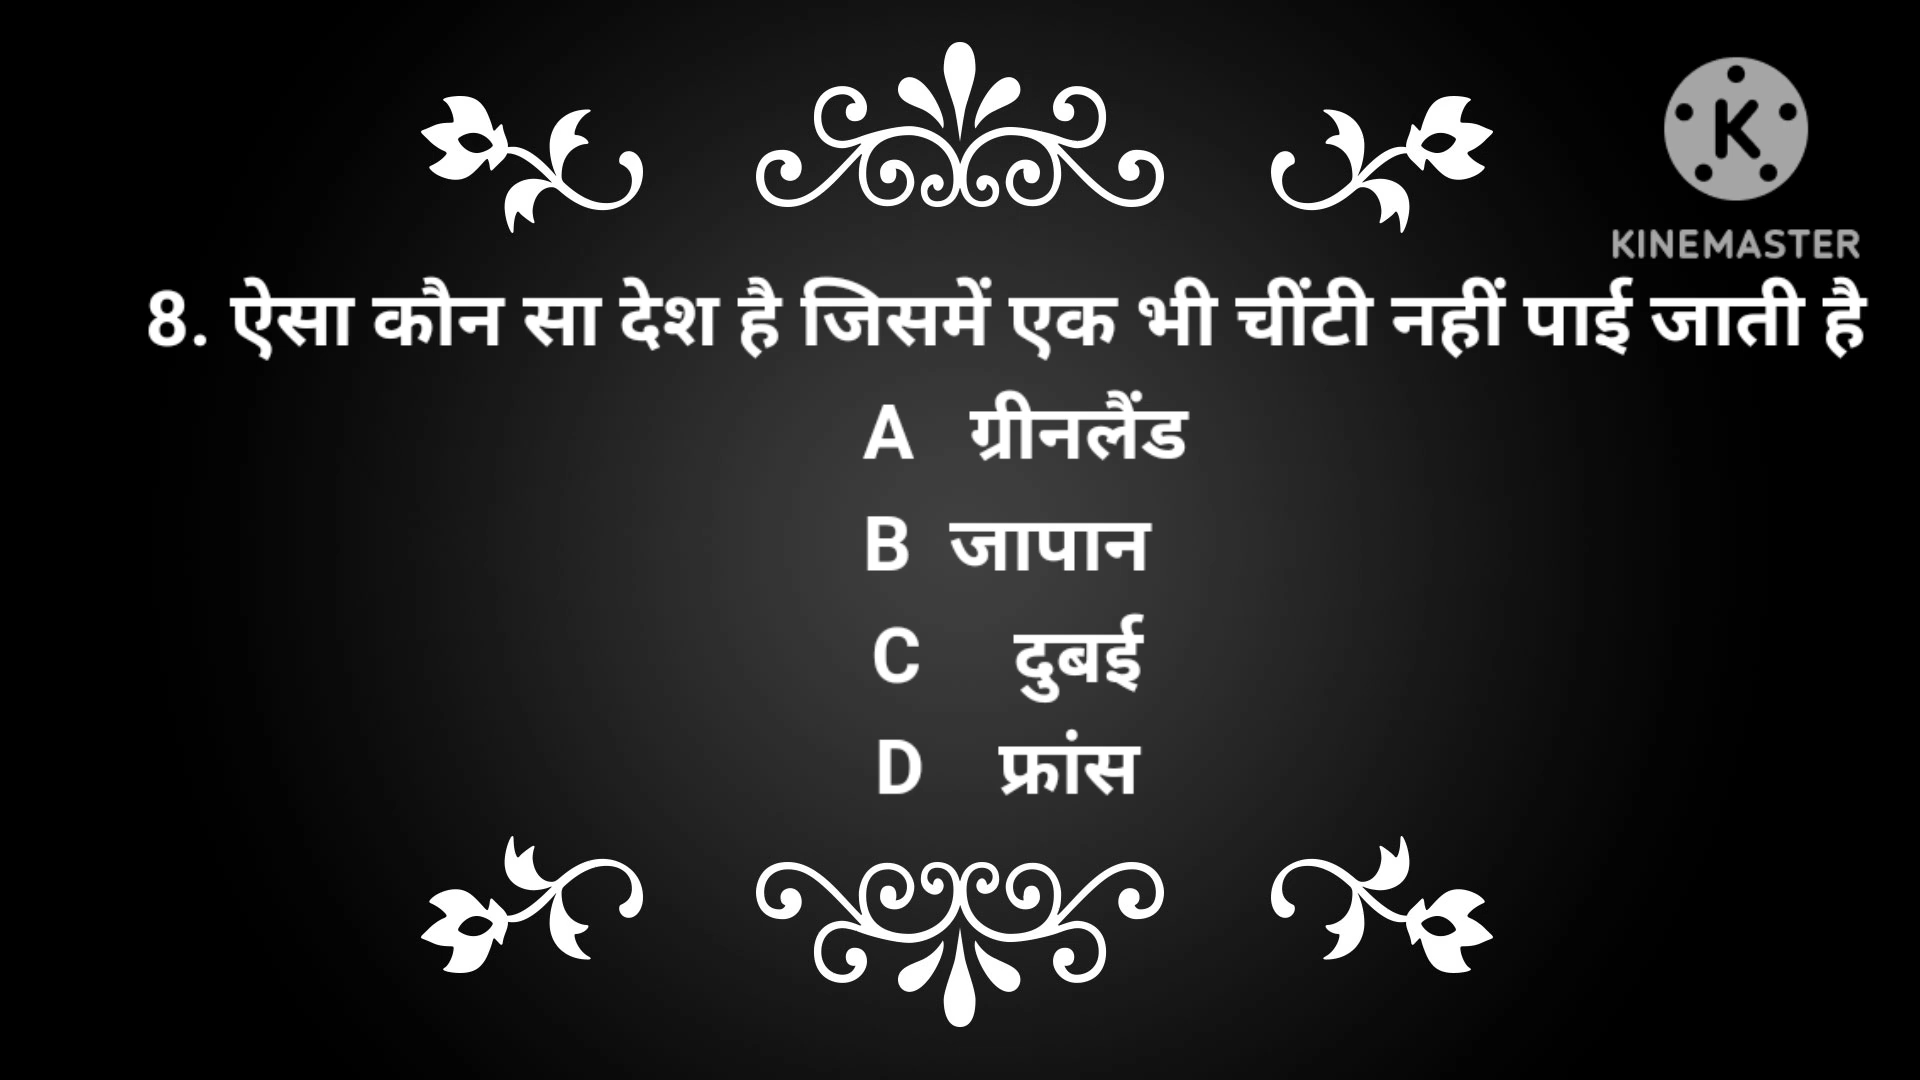 K
KINEMASTER
8. ऐसा कौन सा देश है जिसमें एक भी चींटी नहीं पाई जाती है
A ग्रीनलैंड
B जापान
C दुबई
D फ्रांस